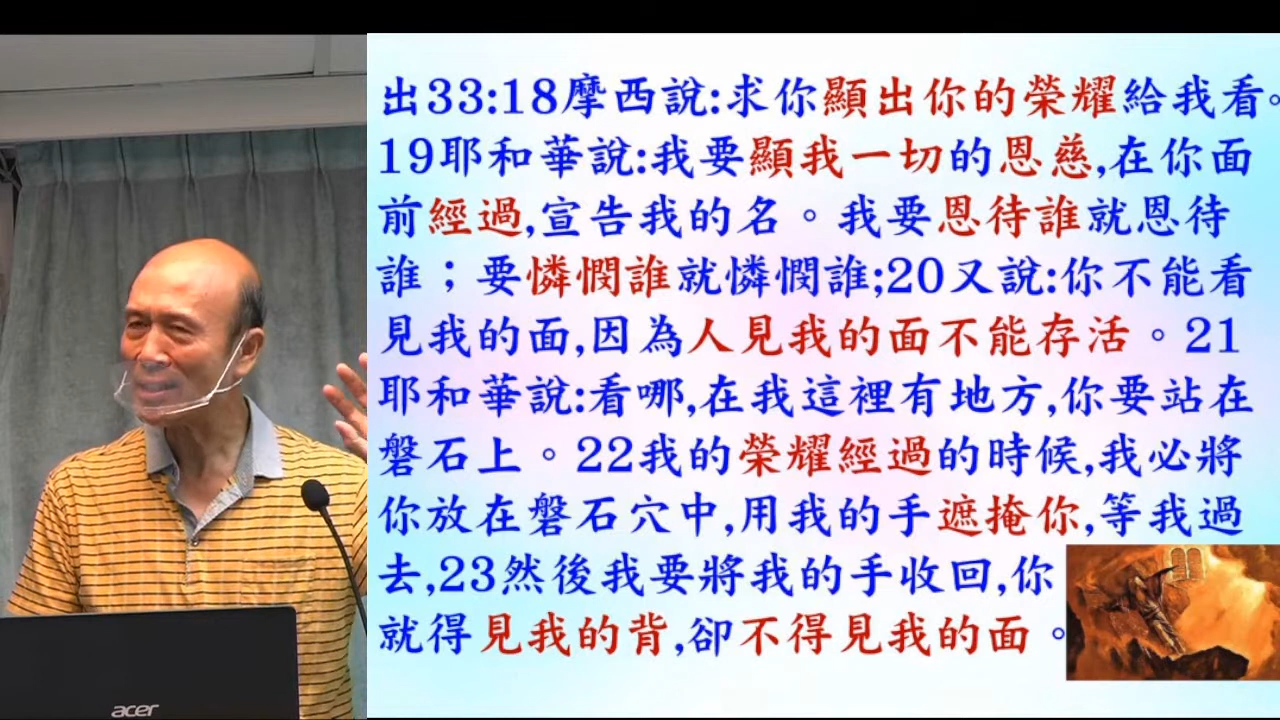 出33:18摩西說:求你顯出你的榮耀給我看。
19耶和華說:我要顯我一切的恩慈,在你面
前經過,宣告我的名。我要恩待誰就恩待
誰；要憐憫誰就憐憫誰;20又說:你不能看
見我的面,因為人見我的面不能存活。21
耶和華說:看哪,在我這裡有地方,你要站在
磐石上。22我的榮耀經過的時候,我必將
你放在磐石穴中,用我的手遮掩你,等我過
去,23然後我要將我的手收回,你
就得見我的背,卻不得見我的面。
acer